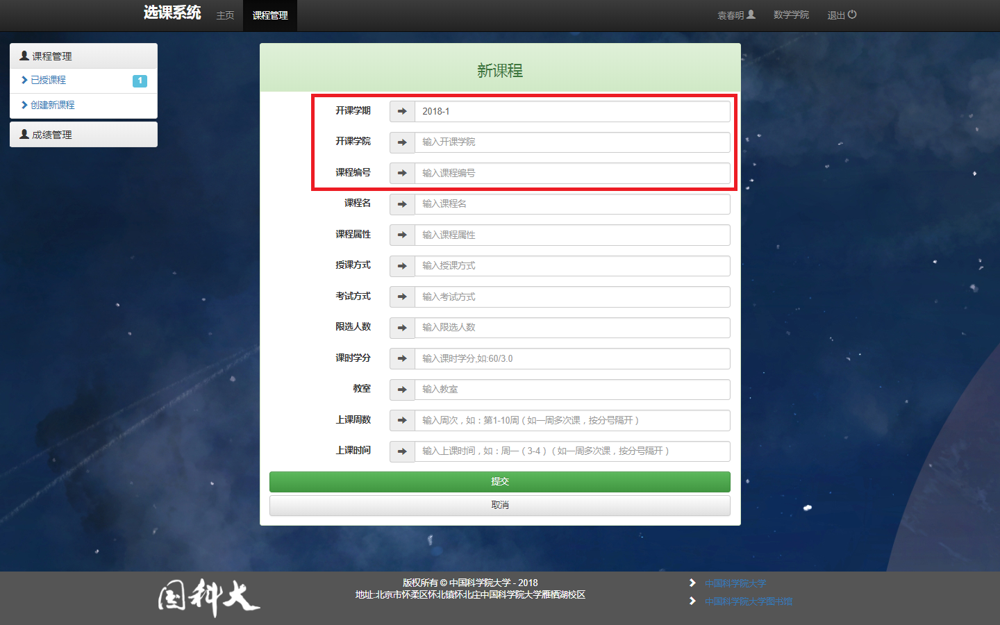 选课系统 主页 课程管理 袁春明 数学学院 退出
课程管理
已授课程 1
创建新课程
成绩管理
新课程
开课学期 2018-1
开课学院 输入开课学院
课程编号 输入课程编号
课程名 输入课程名
课程属性 输入课程属性
授课方式 输入授课方式
考试方式 输入考试方式
限选人数 输入限选人数
课时学分 输入课时学分,如:60/3.0
教室 输入教室
上课周数 输入周次，如：第1-10周（如一周多次课，按分号隔开）
上课时间 输入上课时间，如：周一（3-4）（如一周多次课，按分号隔开）
提交
取消
国科大
版权所有 © 中国科学院大学 - 2018
地址:北京市怀柔区怀北镇怀北庄中国科学院大学雁栖湖校区
中国科学院大学
中国科学院大学图书馆